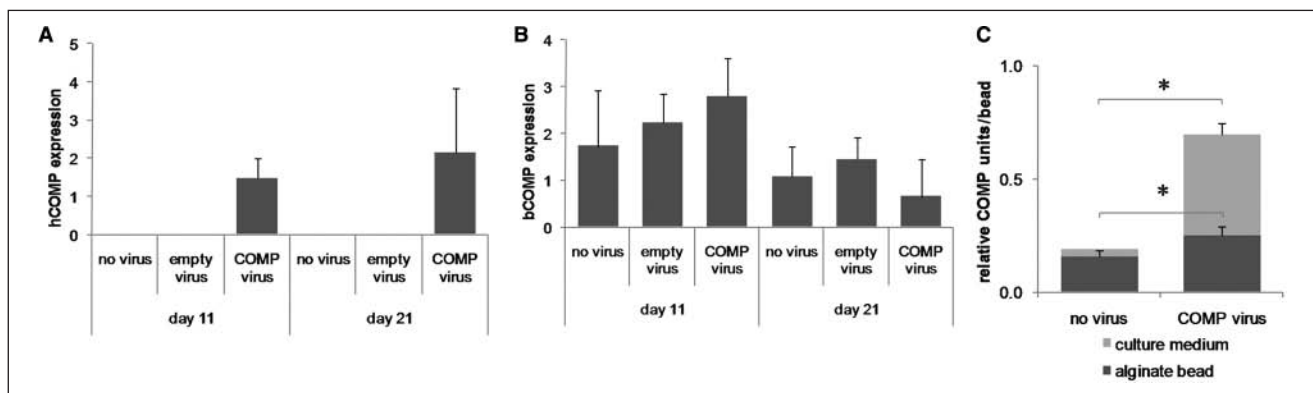 A
hCOMP expression
5
4
3
2
1
0
no virus
empty virus
COMP virus
no virus
empty virus
COMP virus
day 11
day 21
B
bCOMP expression
4
3
2
1
0
no virus
empty virus
COMP virus
no virus
empty virus
COMP virus
day 11
day 21
C
relative COMP units/bead
1.0
0.5
0.0
*
*
no virus
COMP virus
culture medium
alginate bead